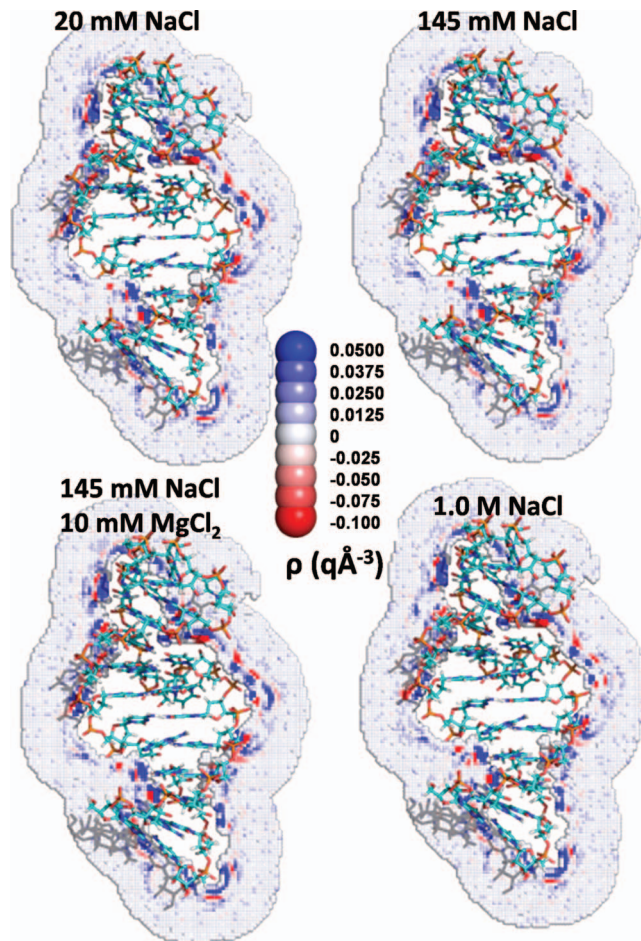 20 mM NaCl
145 mM NaCl
0.0500
0.0375
0.0250
0.0125
0
-0.025
-0.050
-0.075
-0.100
ρ (qÅ⁻³)
145 mM NaCl
10 mM MgCl₂
1.0 M NaCl